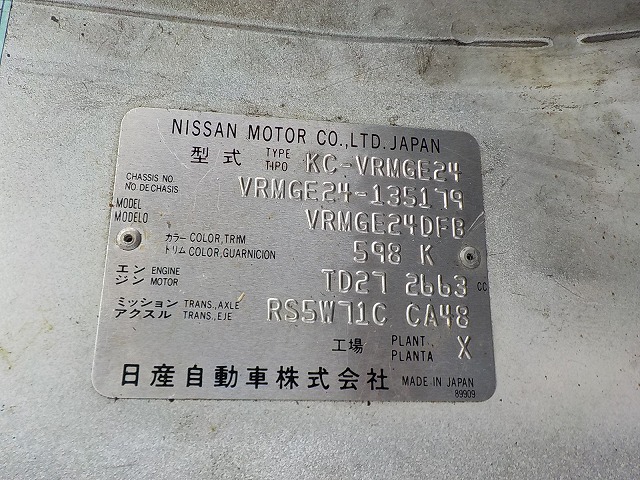 NISSAN MOTOR CO.,LTD. JAPAN
型式 TYPE TIPO KC-VRMGE24
CHASSIS NO. NO. DE CHASIS VRMGE24-135179
MODEL MODELO VRMGE24DFB
カラー COLOR, TRIM トリム COLOR, GUARNICION 598 K
エンジン ENGINE MOTOR TD27 2663 CC
ミッション TRANS., AXLE アクスル TRANS., EJE RS5W71C CA48
工場 PLANT PLANTA X
日産自動車株式会社 MADE IN JAPAN
89909